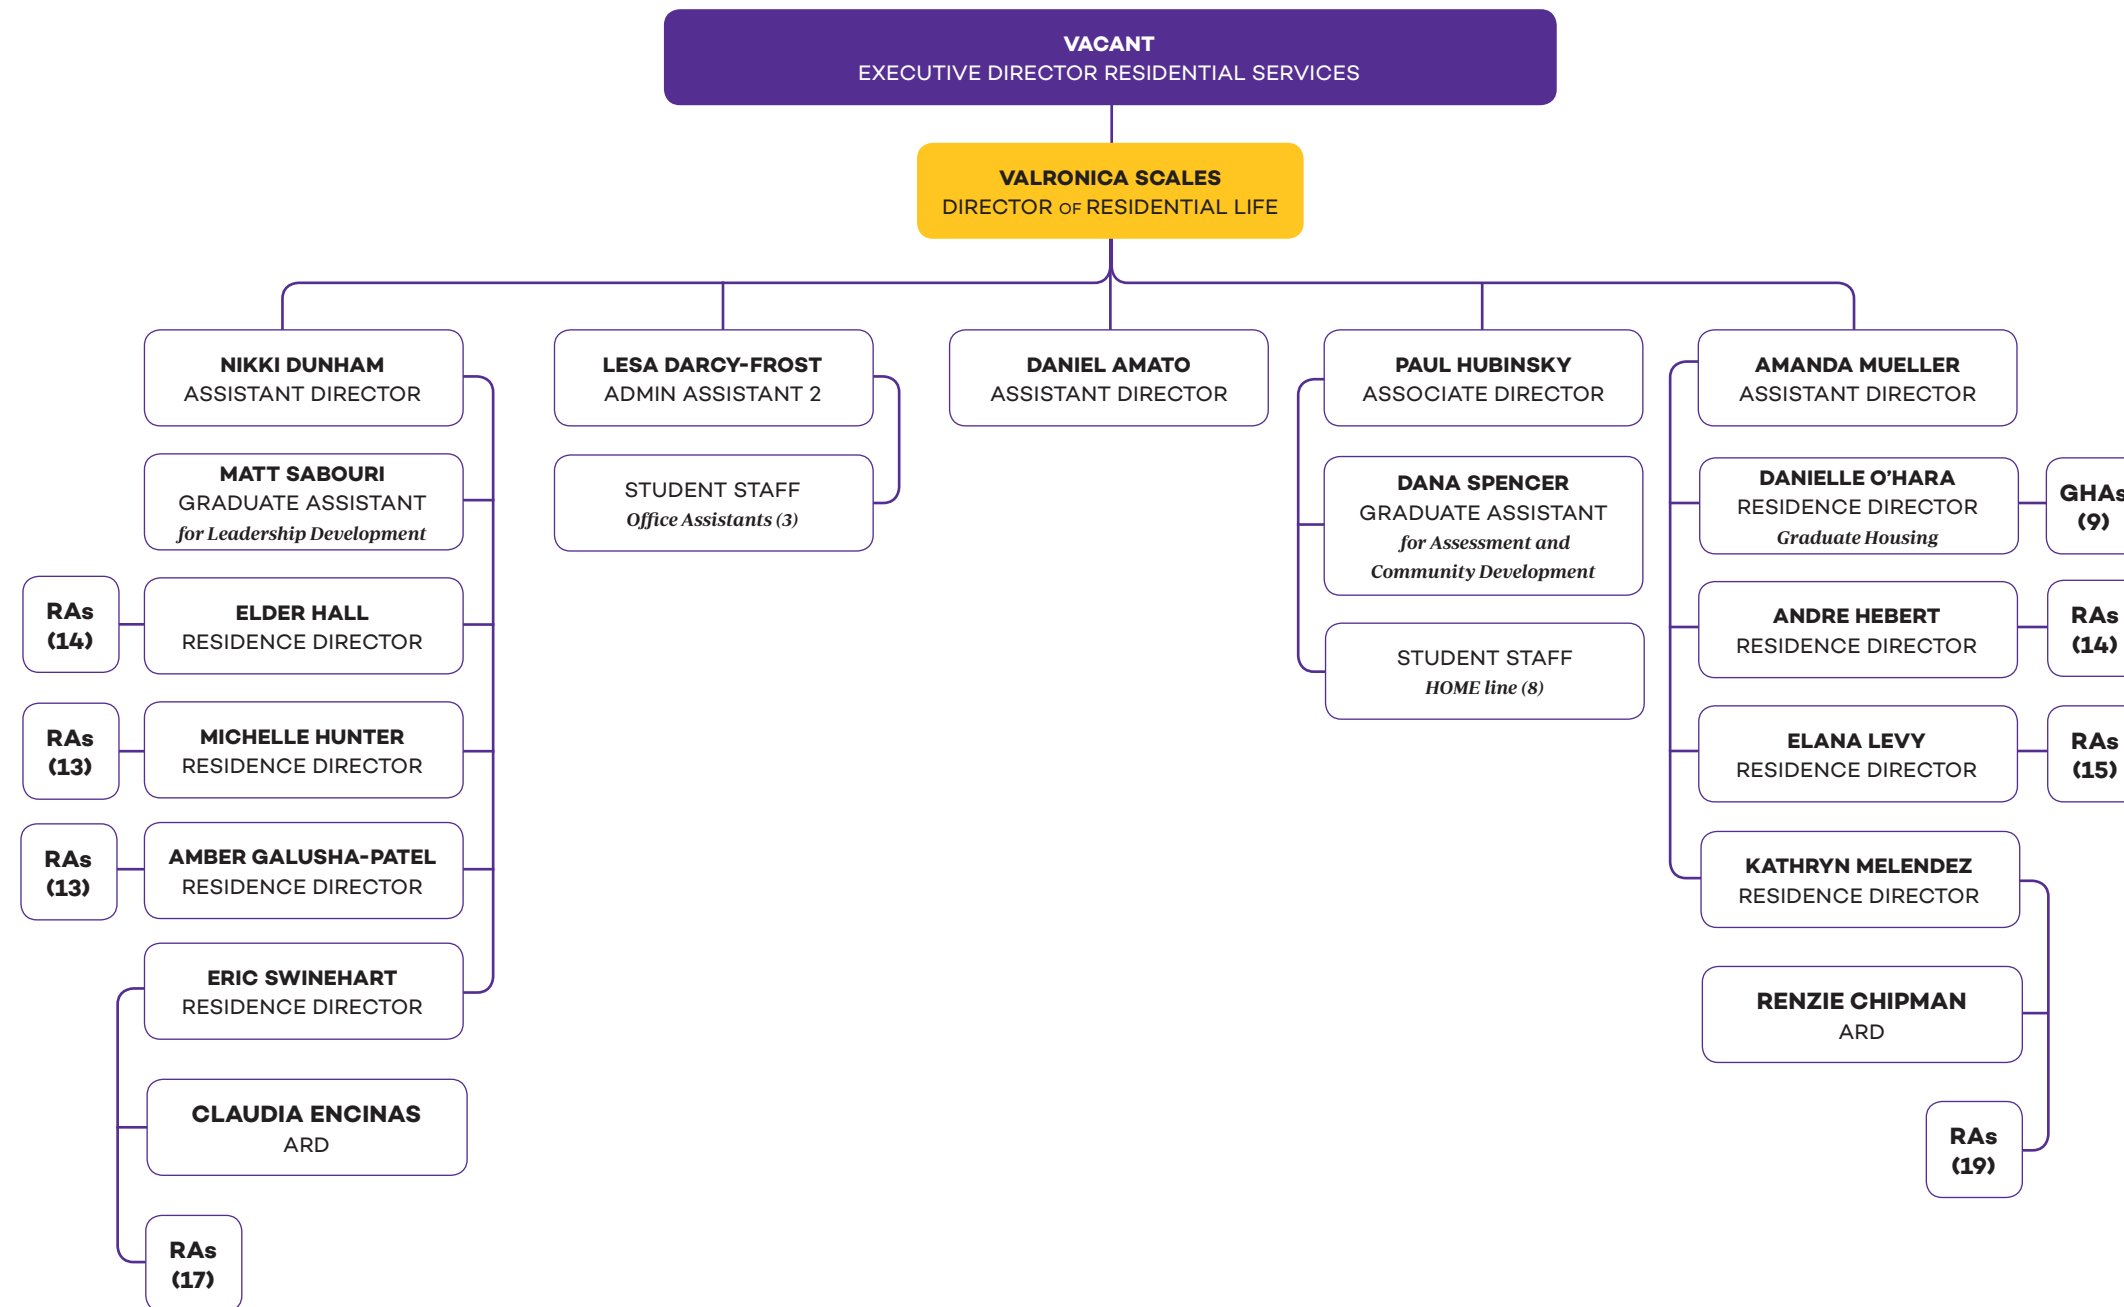 VACANT
EXECUTIVE DIRECTOR RESIDENTIAL SERVICES
VALRONICA SCALES
DIRECTOR OF RESIDENTIAL LIFE
NIKKI DUNHAM
ASSISTANT DIRECTOR
MATT SABOURI
GRADUATE ASSISTANT
for Leadership Development
RAs
(14)
ELDER HALL
RESIDENCE DIRECTOR
RAs
(13)
MICHELLE HUNTER
RESIDENCE DIRECTOR
RAs
(13)
AMBER GALUSHA-PATEL
RESIDENCE DIRECTOR
ERIC SWINEHART
RESIDENCE DIRECTOR
CLAUDIA ENCINAS
ARD
RAs
(17)
LESA DARCY-FROST
ADMIN ASSISTANT 2
STUDENT STAFF
Office Assistants (3)
DANIEL AMATO
ASSISTANT DIRECTOR
PAUL HUBINSKY
ASSOCIATE DIRECTOR
DANA SPENCER
GRADUATE ASSISTANT
for Assessment and
Community Development
STUDENT STAFF
HOME line (8)
AMANDA MUELLER
ASSISTANT DIRECTOR
DANIELLE O'HARA
RESIDENCE DIRECTOR
Graduate Housing
GHAs
(9)
ANDRE HEBERT
RESIDENCE DIRECTOR
RAs
(14)
ELANA LEVY
RESIDENCE DIRECTOR
RAs
(15)
KATHRYN MELENDEZ
RESIDENCE DIRECTOR
RENZIE CHIPMAN
ARD
RAs
(19)